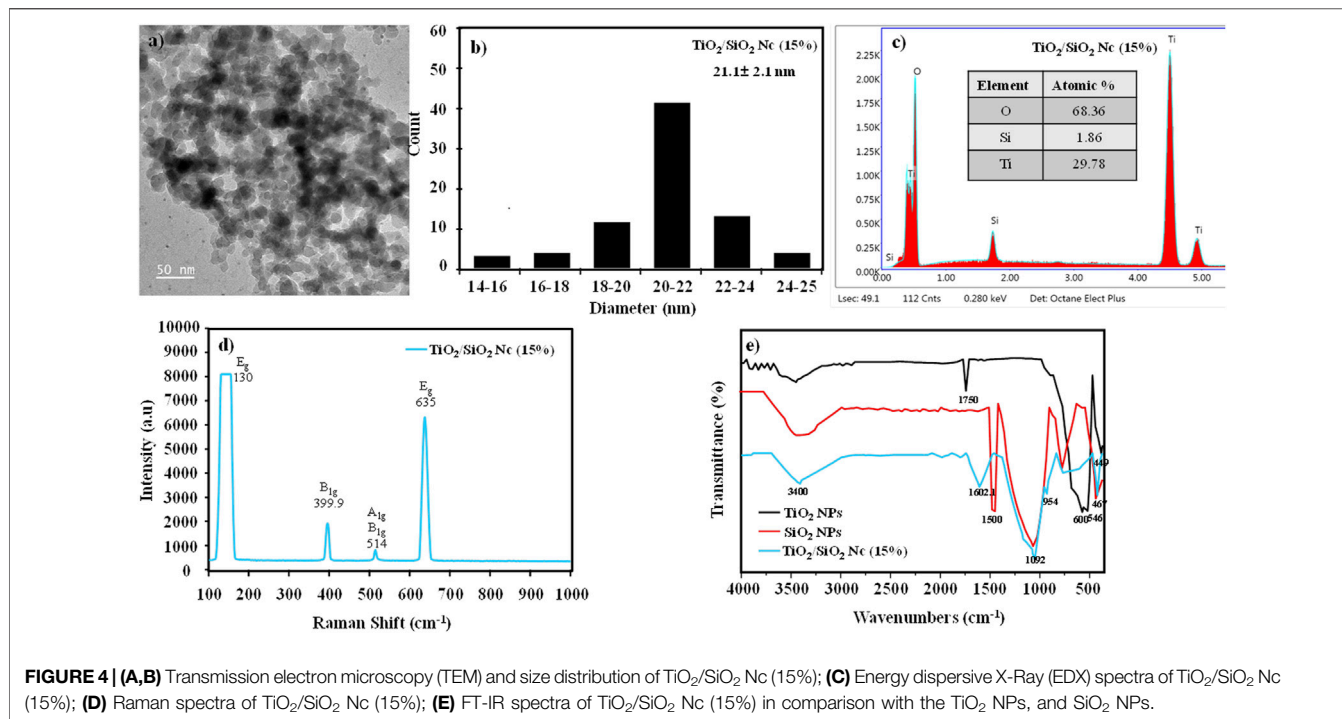 a)
50 nm
b)
TiO₂/SiO₂ Nc (15%)
21.1± 2.1 nm
Count
60
50
40
30
20
10
0
14-16 16-18 18-20 20-22 22-24 24-25
Diameter (nm)
c)
TiO₂/SiO₂ Nc (15%)
Element Atomic %
O 68.36
Si 1.86
Ti 29.78
2.25K
2.00K
1.75K
1.50K
1.25K
1.00K
0.75K
0.50K
0.25K
0.00K
Si
Ti
O
Si
Ti
Ti
0.00 1.00 2.00 3.00 4.00 5.00
Lsec: 49.1 112 Cnts 0.280 keV Det: Octane Elect Plus
d)
TiO₂/SiO₂ Nc (15%)
Intensity (a.u)
10000
9000
8000
7000
6000
5000
4000
3000
2000
1000
0
E_g
130
B₁g
399.9
A₁g
B₁g
514
E_g
635
100 200 300 400 500 600 700 800 900 1000
Raman Shift (cm⁻¹)
e)
Transmittance (%)
1750
3400
1602.1
1500
1092
954
600
546
467
449
TiO₂ NPs
SiO₂ NPs
TiO₂/SiO₂ Nc (15%)
4000 3500 3000 2500 2000 1500 1000 500
Wavenumbers (cm⁻¹)
FIGURE 4 | (A,B) Transmission electron microscopy (TEM) and size distribution of TiO₂/SiO₂ Nc (15%); (C) Energy dispersive X-Ray (EDX) spectra of TiO₂/SiO₂ Nc
(15%); (D) Raman spectra of TiO₂/SiO₂ Nc (15%); (E) FT-IR spectra of TiO₂/SiO₂ Nc (15%) in comparison with the TiO₂ NPs, and SiO₂ NPs.